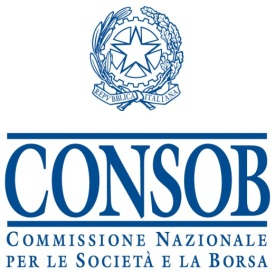 REPVBBLICA ITALIANA
CONSOB
COMMISSIONE NAZIONALE
PER LE SOCIETÀ E LA BORSA